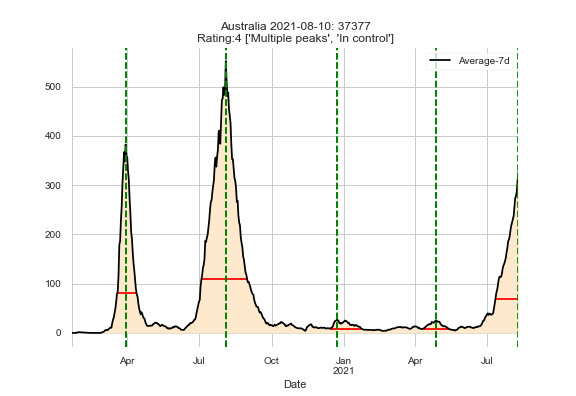 Australia 2021-08-10: 37377
Rating:4 ['Multiple peaks', 'In control']
Average-7d
500
400
300
200
100
0
Apr Jul Oct Jan Apr Jul
2021
Date